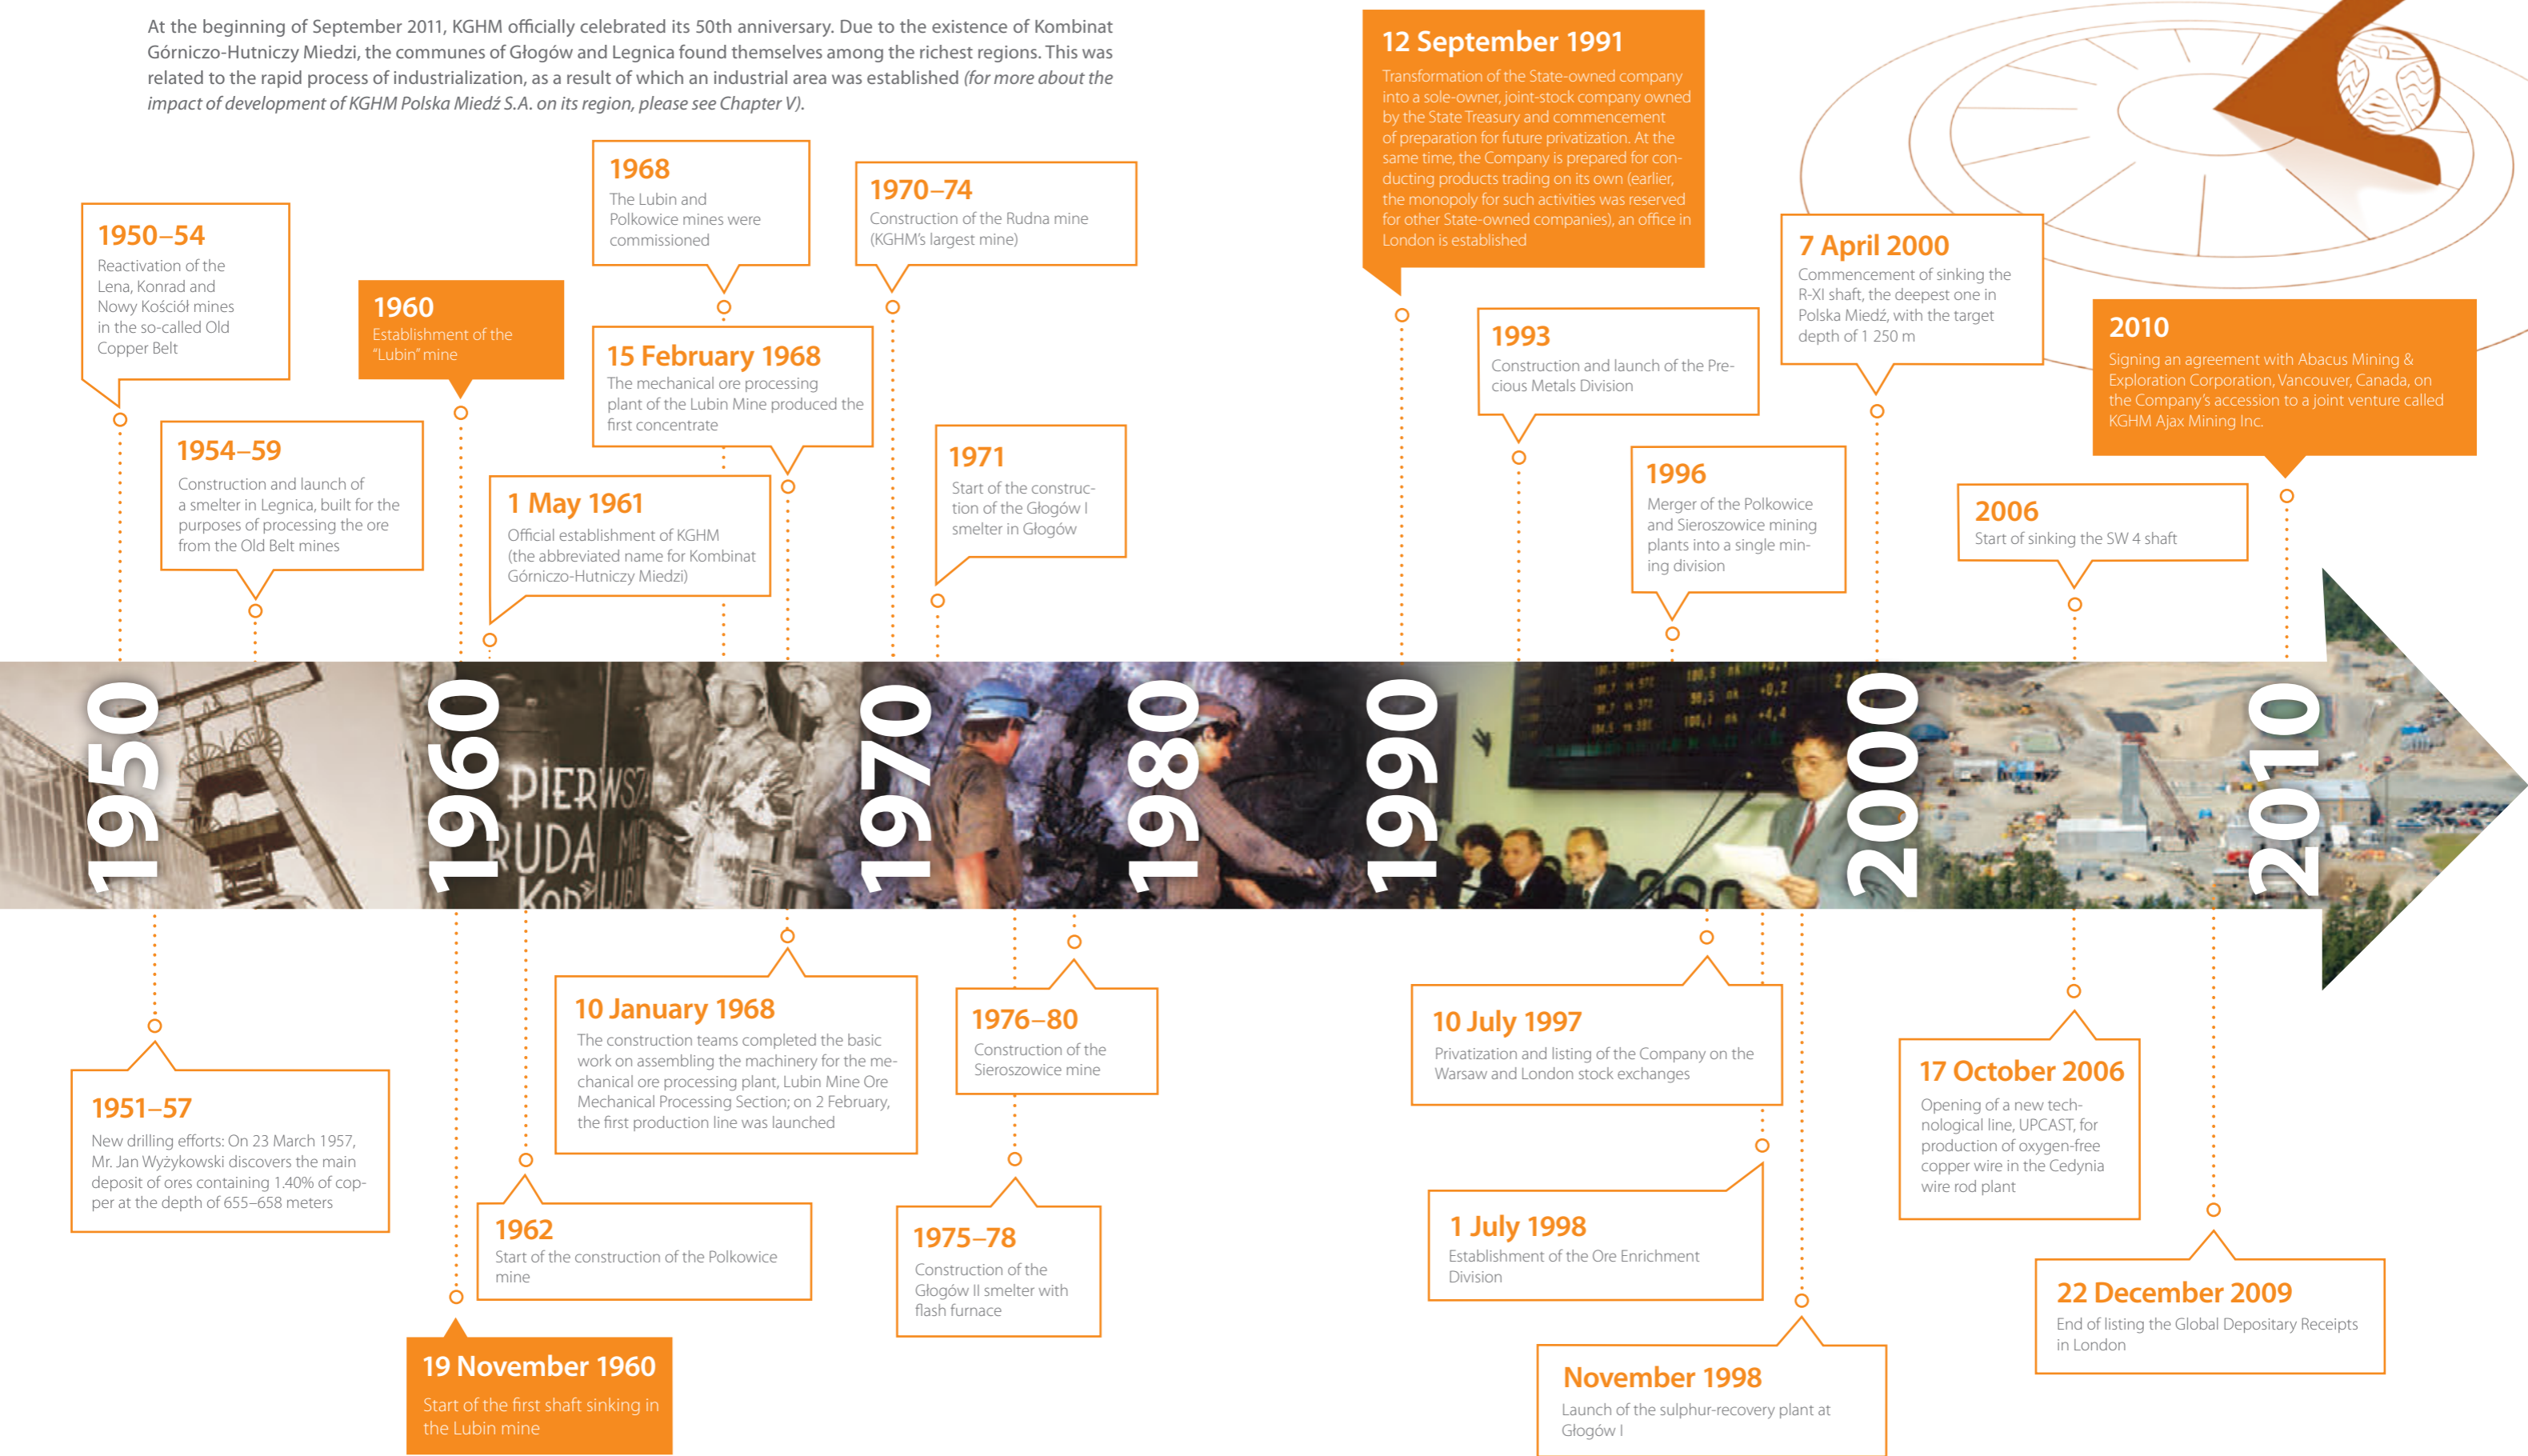 At the beginning of September 2011, KGHM officially celebrated its 50th anniversary. Due to the existence of Kombinat
Górniczo-Hutniczy Miedzi, the communes of Głogów and Legnica found themselves among the richest regions. This was
related to the rapid process of industrialization, as a result of which an industrial area was established (for more about the
impact of development of KGHM Polska Miedź S.A. on its region, please see Chapter V).
1950–54
Reactivation of the
Lena, Konrad and
Nowy Kościół mines
in the so-called Old
Copper Belt
1954–59
Construction and launch of
a smelter in Legnica, built for the
purposes of processing the ore
from the Old Belt mines
1960
Establishment of the
"Lubin" mine
1 May 1961
Official establishment of KGHM
(the abbreviated name for Kombinat
Górniczo-Hutniczy Miedzi)
1968
The Lubin and
Polkowice mines were
commissioned
15 February 1968
The mechanical ore processing
plant of the Lubin Mine produced the
first concentrate
1970–74
Construction of the Rudna mine
(KGHM's largest mine)
1971
Start of the construc-
tion of the Głogów I
smelter in Głogów
12 September 1991
Transformation of the State-owned company
into a sole-owner, joint-stock company owned
by the State Treasury and commencement
of preparation for future privatization. At the
same time, the Company is prepared for con-
ducting products trading on its own (earlier,
the monopoly for such activities was reserved
for other State-owned companies), an office in
London is established
1993
Construction and launch of the Pre-
cious Metals Division
1996
Merger of the Polkowice
and Sieroszowice mining
plants into a single min-
ing division
7 April 2000
Commencement of sinking the
R-XI shaft, the deepest one in
Polska Miedź, with the target
depth of 1 250 m
2006
Start of sinking the SW 4 shaft
2010
Signing an agreement with Abacus Mining &
Exploration Corporation, Vancouver, Canada, on
the Company's accession to a joint venture called
KGHM Ajax Mining Inc.
1950
1960
1970
1980
1990
2000
2010
PIERWSZA
RUDA
LUBIN
1951–57
New drilling efforts: On 23 March 1957,
Mr. Jan Wyżykowski discovers the main
deposit of ores containing 1.40% of cop-
per at the depth of 655–658 meters
19 November 1960
Start of the first shaft sinking in
the Lubin mine
1962
Start of the construction of the Polkowice
mine
10 January 1968
The construction teams completed the basic
work on assembling the machinery for the me-
chanical ore processing plant, Lubin Mine Ore
Mechanical Processing Section; on 2 February,
the first production line was launched
1976–80
Construction of the
Sieroszowice mine
1975–78
Construction of the
Głogów II smelter with
flash furnace
10 July 1997
Privatization and listing of the Company on the
Warsaw and London stock exchanges
1 July 1998
Establishment of the Ore Enrichment
Division
November 1998
Launch of the sulphur-recovery plant at
Głogów I
17 October 2006
Opening of a new tech-
nological line, UPCAST, for
production of oxygen-free
copper wire in the Cedynia
wire rod plant
22 December 2009
End of listing the Global Depositary Receipts
in London